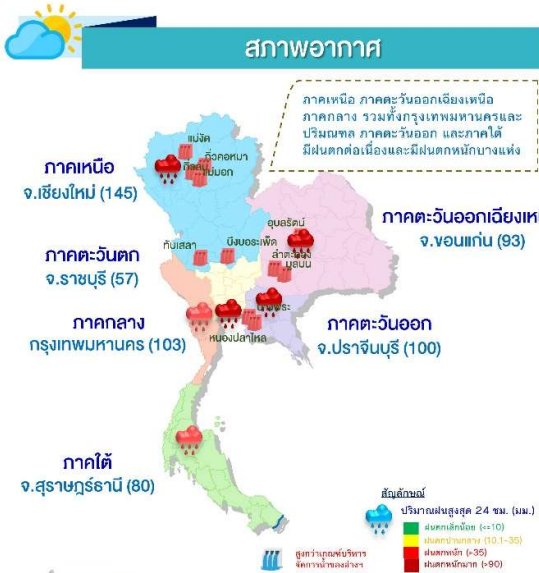 สภาพอากาศ
ภาคเหนือ ภาคตะวันออกเฉียงเหนือ
ภาคกลาง รวมทั้งกรุงเทพมหานครและ
ปริมณฑล ภาคตะวันออก และภาคใต้
มีฝนตกต่อเนื่องและมีฝนตกหนักบางแห่ง
แม่งัด
กิ่วคอหมา
กิ่วลม
แม่มอก
ภาคเหนือ
จ.เชียงใหม่ (145)
อุบลรัตน์
ภาคตะวันออกเฉียงเห
จ.ขอนแก่น (93)
ทับเสลา
บึงบอระเพ็ด
ลำตะคอง
มูลบน
ภาคตะวันตก
จ.ราชบุรี (57)
ภาคกลาง
กรุงเทพมหานคร (103)
หนองปลาไหล
ภาคตะวันออก
จ.ปราจีนบุรี (100)
ภาคใต้
จ.สุราษฎร์ธานี (80)
สัญลักษณ์
ปริมาณฝนสูงสุด 24 ชม. (มม.)
ฝนตกเล็กน้อย (<=10)
ฝนตกปานกลาง (10.1-35)
ฝนตกหนัก (>35)
ฝนตกหนักมาก (>90)
สูงกว่าเกณฑ์บริหาร
จัดการน้ำของอ่างฯ